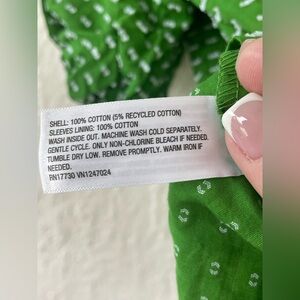 SHELL: 100% COTTON (5% RECYCLED COTTON)
SLEEVES LINING: 100% COTTON
WASH INSIDE OUT. MACHINE WASH COLD SEPARATELY.
GENTLE CYCLE. ONLY NON-CHLORINE BLEACH IF NEEDED.
TUMBLE DRY LOW. REMOVE PROMPTLY. WARM IRON IF
NEEDED.
RN17730 VN1247024